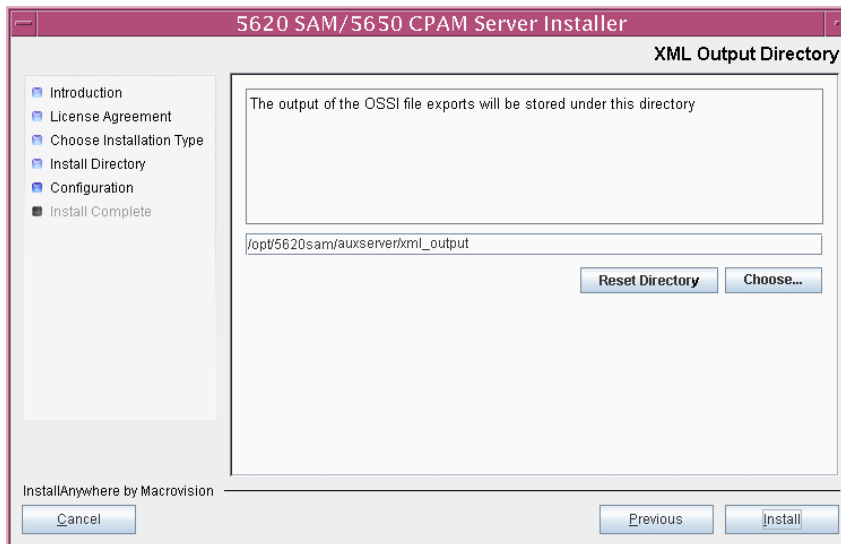 5620 SAM/5650 CPAM Server Installer
XML Output Directory
Introduction
License Agreement
Choose Installation Type
Install Directory
Configuration
Install Complete
The output of the OSSI file exports will be stored under this directory
/opt/5620sam/auxserver/xml_output
Reset Directory
Choose...
InstallAnywhere by Macrovision
Cancel
Previous
Install